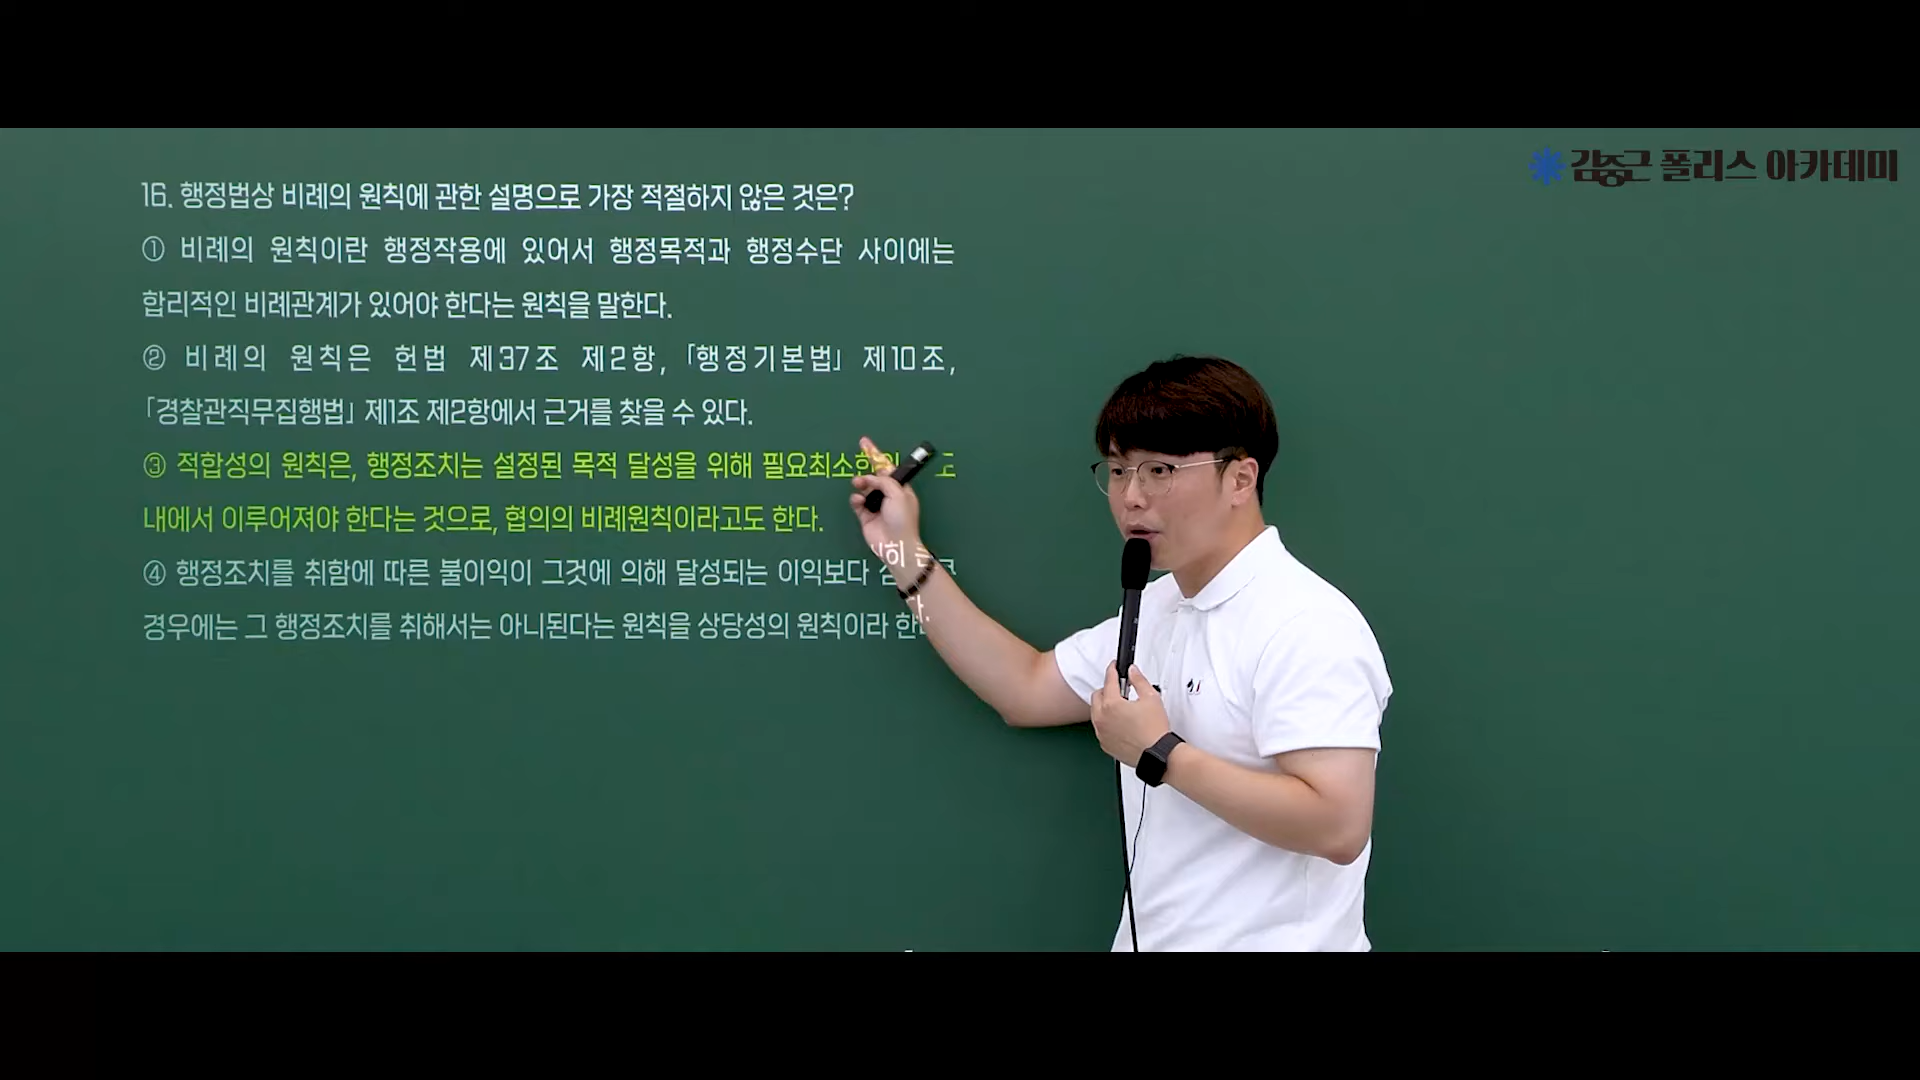 김중근 폴리스 아카데미
16. 행정법상 비례의 원칙에 관한 설명으로 가장 적절하지 않은 것은?
① 비례의 원칙이란 행정작용에 있어서 행정목적과 행정수단 사이에는
합리적인 비례관계가 있어야 한다는 원칙을 말한다.
② 비례의 원칙은 헌법 제37조 제2항, 「행정기본법」 제10조,
「경찰관직무집행법」 제1조 제2항에서 근거를 찾을 수 있다.
③ 적합성의 원칙은, 행정조치는 설정된 목적 달성을 위해 필요최소한의
내에서 이루어져야 한다는 것으로, 협의의 비례원칙이라고도 한다.
④ 행정조치를 취함에 따른 불이익이 그것에 의해 달성되는 이익보다
경우에는 그 행정조치를 취해서는 아니된다는 원칙을 상당성의 원칙이라 한다.